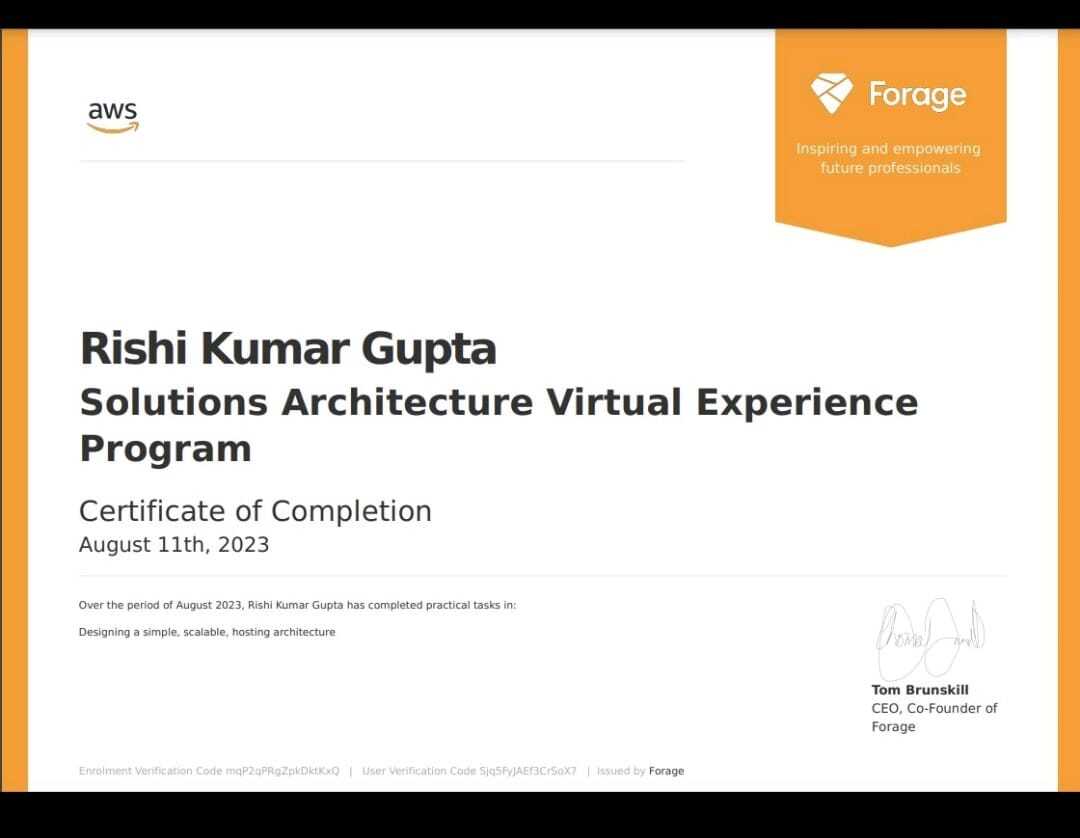 aws
Forage
Inspiring and empowering
future professionals
Rishi Kumar Gupta
Solutions Architecture Virtual Experience
Program
Certificate of Completion
August 11th, 2023
Over the period of August 2023, Rishi Kumar Gupta has completed practical tasks in:
Designing a simple, scalable, hosting architecture
Tom Brunskill
CEO, Co-Founder of
Forage
Enrolment Verification Code mqP2qPRgZpkDktKxQ | User Verification Code Sjq5FyJAEf3CrSoX7 | Issued by Forage